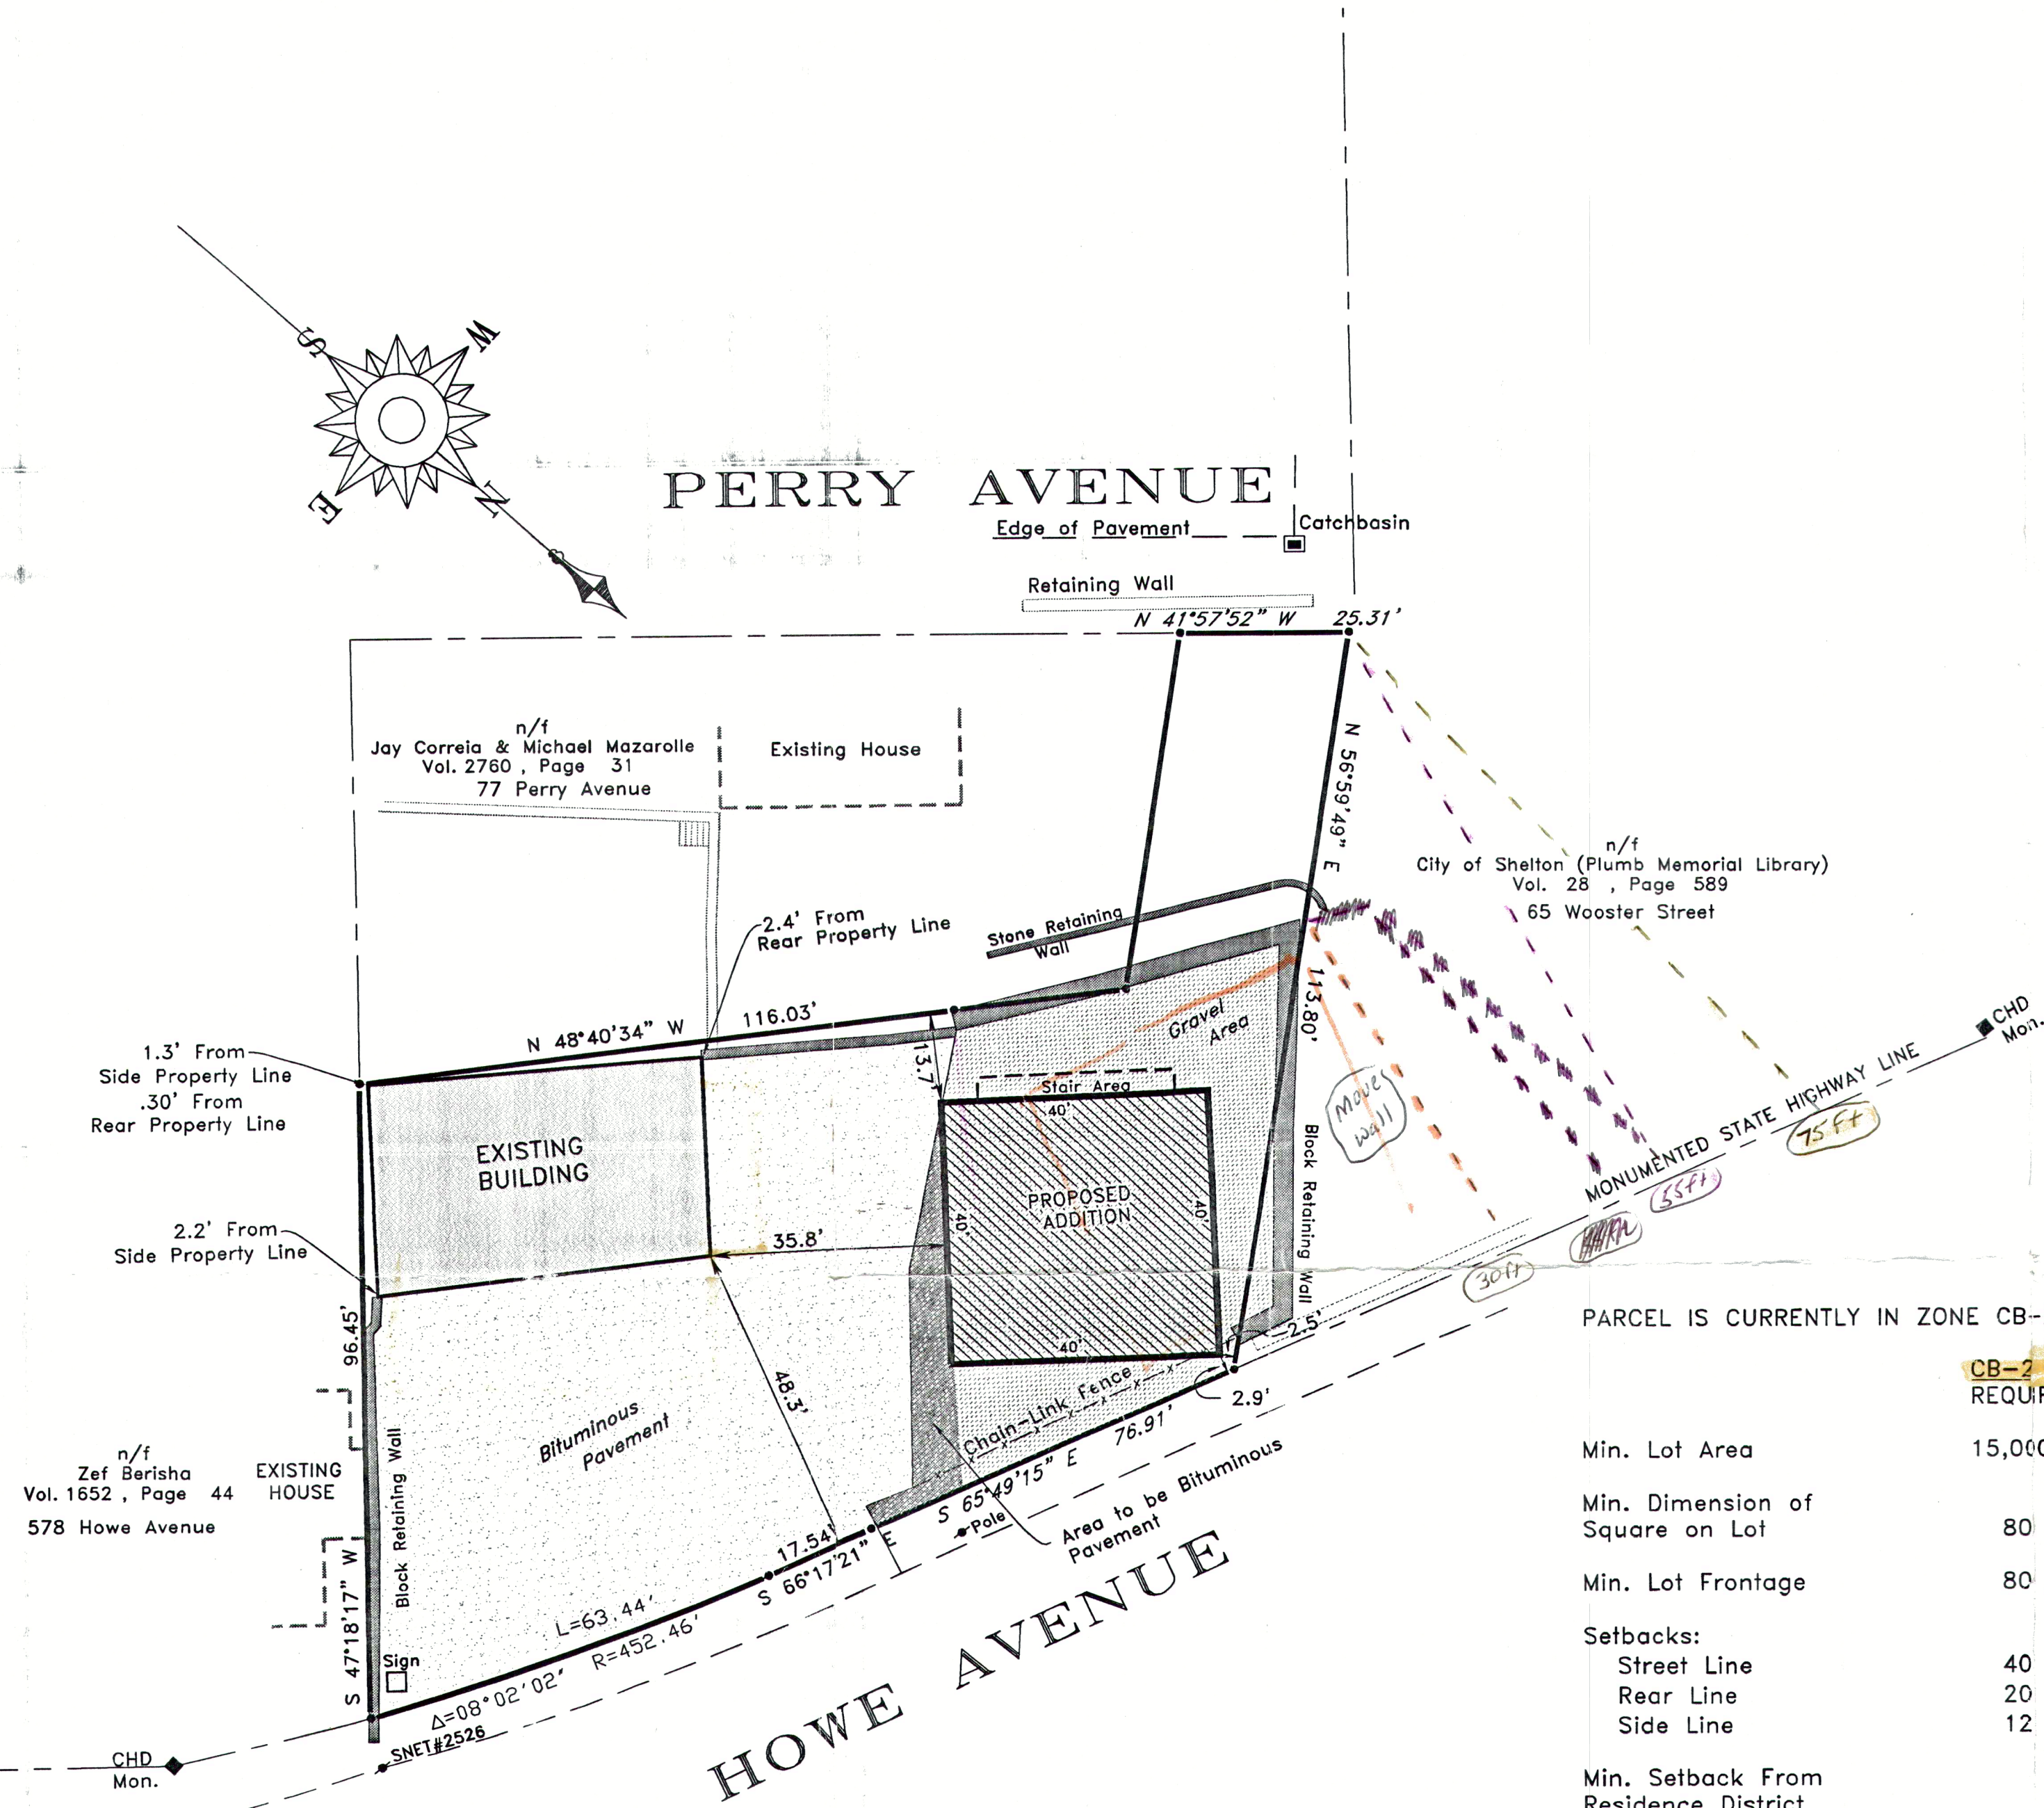 S
W
E
N
PERRY AVENUE
Edge of Pavement
Catchbasin
Retaining Wall
N 41°57'52" W 25.31'
n/f
Jay Correia & Michael Mazarolle
Vol. 2760 , Page 31
77 Perry Avenue
Existing House
N 56°59'49" E
113.80'
n/f
City of Shelton (Plumb Memorial Library)
Vol. 28 , Page 589
65 Wooster Street
2.4' From
Rear Property Line
Stone Retaining
Wall
N 48°40'34" W 116.03'
13.7'
Gravel
Area
CHD
Mon.
1.3' From
Side Property Line
.30' From
Rear Property Line
Stair Area
40'
EXISTING
BUILDING
PROPOSED
ADDITION
40'
40'
40'
Move
wall
Block Retaining Wall
MONUMENTED STATE HIGHWAY LINE
75ft
55ft
30ft
2.2' From
Side Property Line
35.8'
48.3'
96.45'
S 47°18'17" W
Block Retaining Wall
2.5'
2.9'
Chain-Link Fence
x x x x x
76.91'
S 65°49'15" E
Bituminous
Pavement
n/f
Zef Berisha
Vol. 1652 , Page 44
578 Howe Avenue
EXISTING
HOUSE
Pole
Area to be Bituminous
Pavement
17.54'
S 66°17'21" E
L=63.44'
R=452.46'
Δ=08°02'02"
Sign
SNET#2526
CHD
Mon.
HOWE AVENUE
PARCEL IS CURRENTLY IN ZONE CB-
CB-2
REQUIR
Min. Lot Area 15,000
Min. Dimension of
Square on Lot 80
Min. Lot Frontage 80
Setbacks:
Street Line 40
Rear Line 20
Side Line 12
Min. Setback From
Residence District